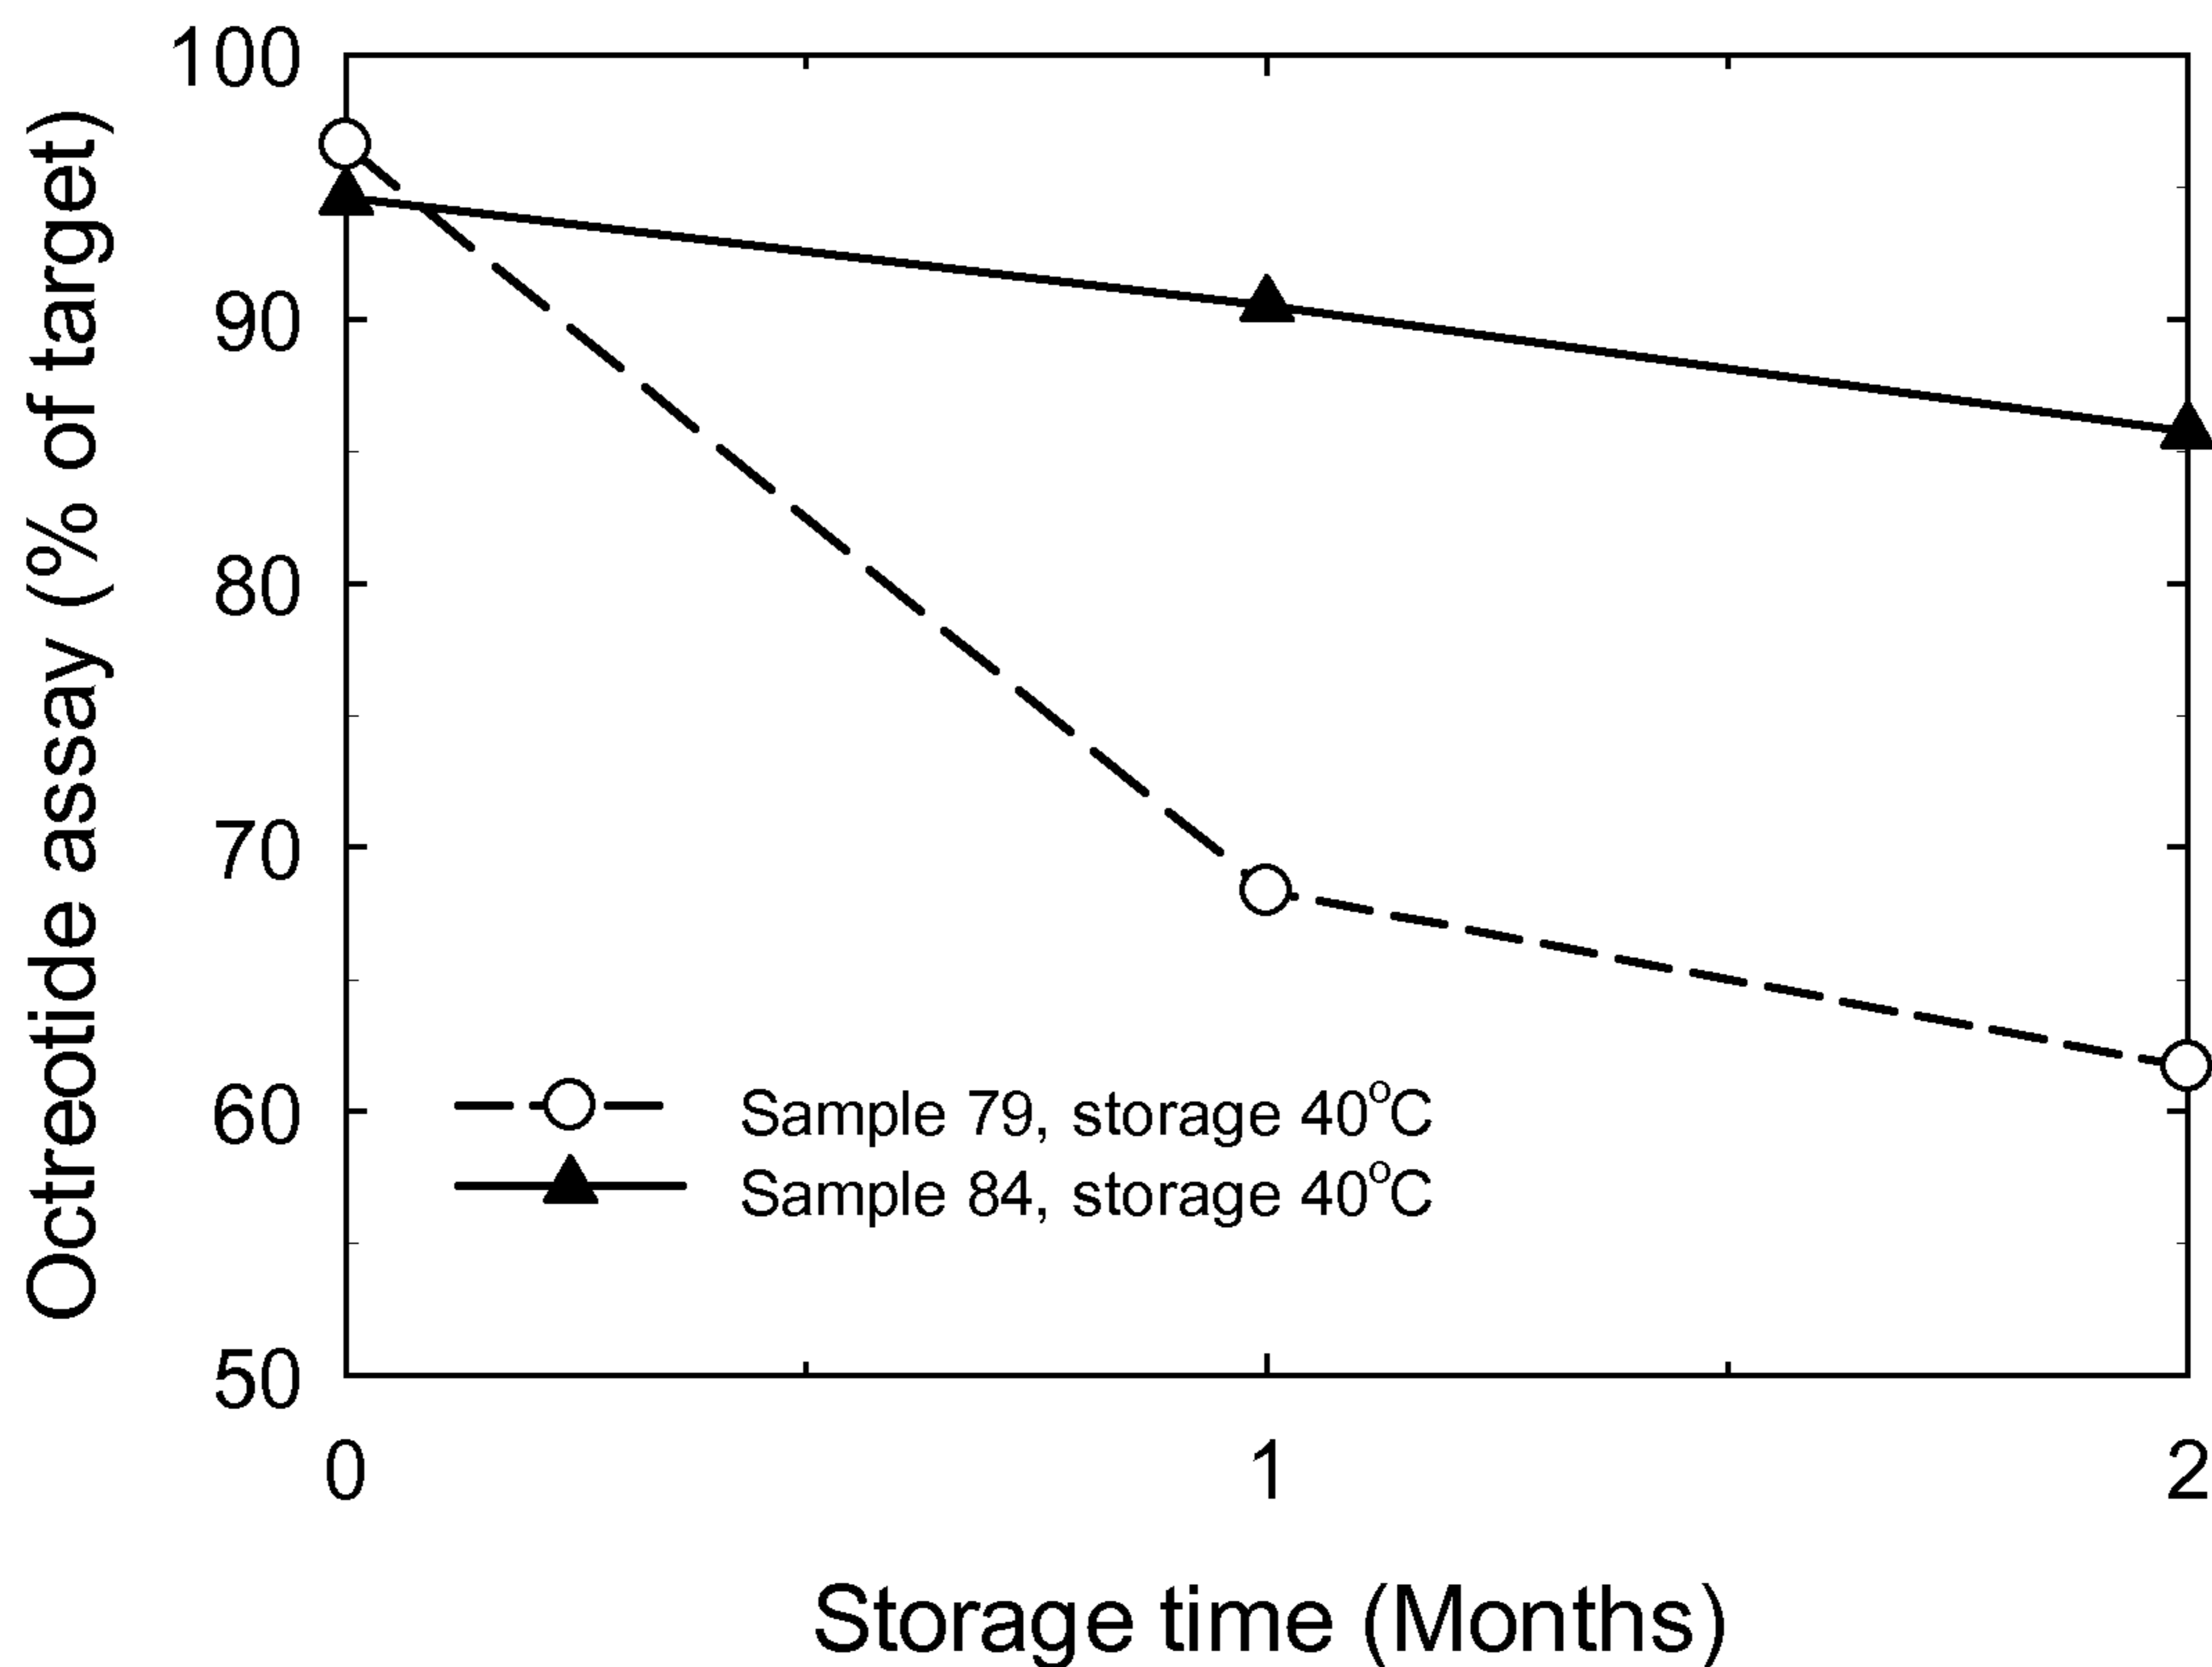 Octreotide assay (% of target)
100
90
80
70
60
50
Sample 79, storage 40°C
Sample 84, storage 40°C
0 1 2
Storage time (Months)